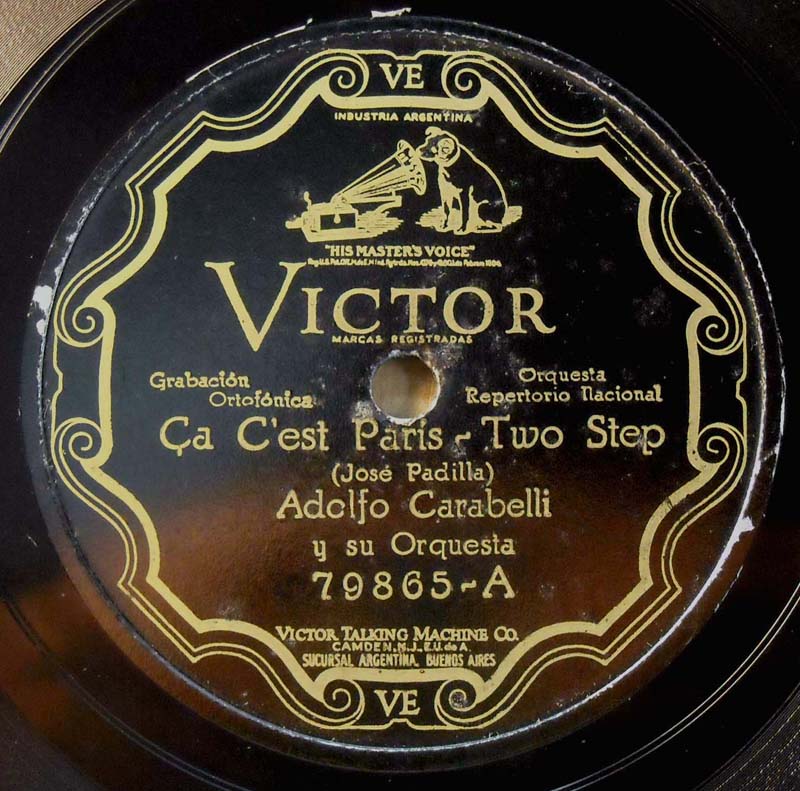 VE
INDUSTRIA ARGENTINA
"HIS MASTER'S VOICE"
VICTOR
MARCAS REGISTRADAS
Grabación
Ortofónica
Orquesta
Repertorio Nacional
Ça C'est Paris - Two Step
(José Padilla)
Adolfo Carabelli
y su Orquesta
79865-A
VICTOR TALKING MACHINE CO.
CAMDEN, N.J., E.U. de A.
SUCURSAL ARGENTINA, BUENOS AIRES
VE